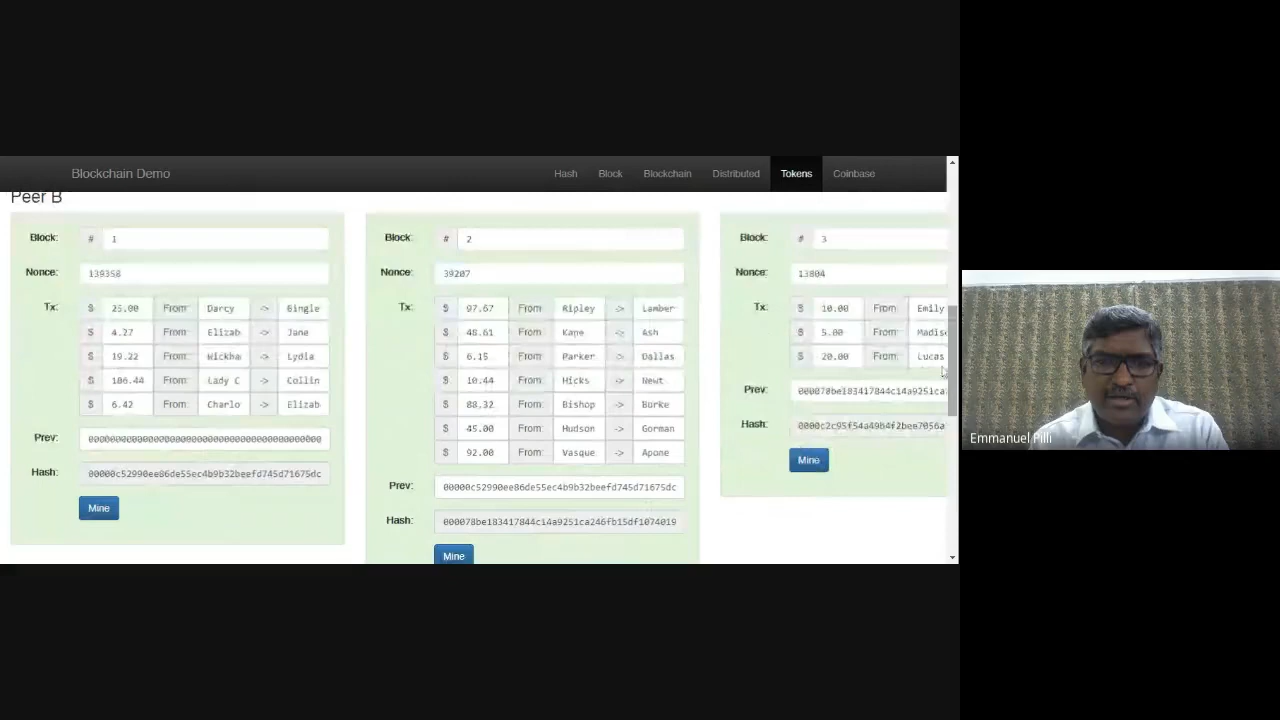 Blockchain Demo Hash Block Blockchain Distributed Tokens Coinbase
Peer B
Block: # 1
Nonce: 139358
Tx: $ 25.00 From: Darcy -> Bingle
$ 4.27 From: Elizab -> Jane
$ 19.22 From: Wickha -> Lydia
$ 106.44 From: Lady C -> Collin
$ 6.42 From: Charlo -> Elizab
Prev: 0000000000000000000000000000000000000000
Hash: 00000c52990ee86de55ec4b9b32beefd745d71675dc
Mine
Block: # 2
Nonce: 39207
Tx: $ 97.67 From: Ripley -> Lamber
$ 48.61 From: Kane -> Ash
$ 6.15 From: Parker -> Dallas
$ 10.44 From: Hicks -> Newt
$ 88.32 From: Bishop -> Burke
$ 45.00 From: Hudson -> Gorman
$ 92.00 From: Vasque -> Apone
Prev: 00000c52990ee86de55ec4b9b32beefd745d71675dc
Hash: 000078be183417844c14a9251ca246fb15df1074019
Mine
Block: # 3
Nonce: 13804
Tx: $ 10.00 From: Emily
$ 5.00 From: Madiso
$ 20.00 From: Lucas
Prev: 000078be183417844c14a9251ca
Hash: 0000c2c95f54a49b4f2bee7056a
Mine
Emmanuel Pilli